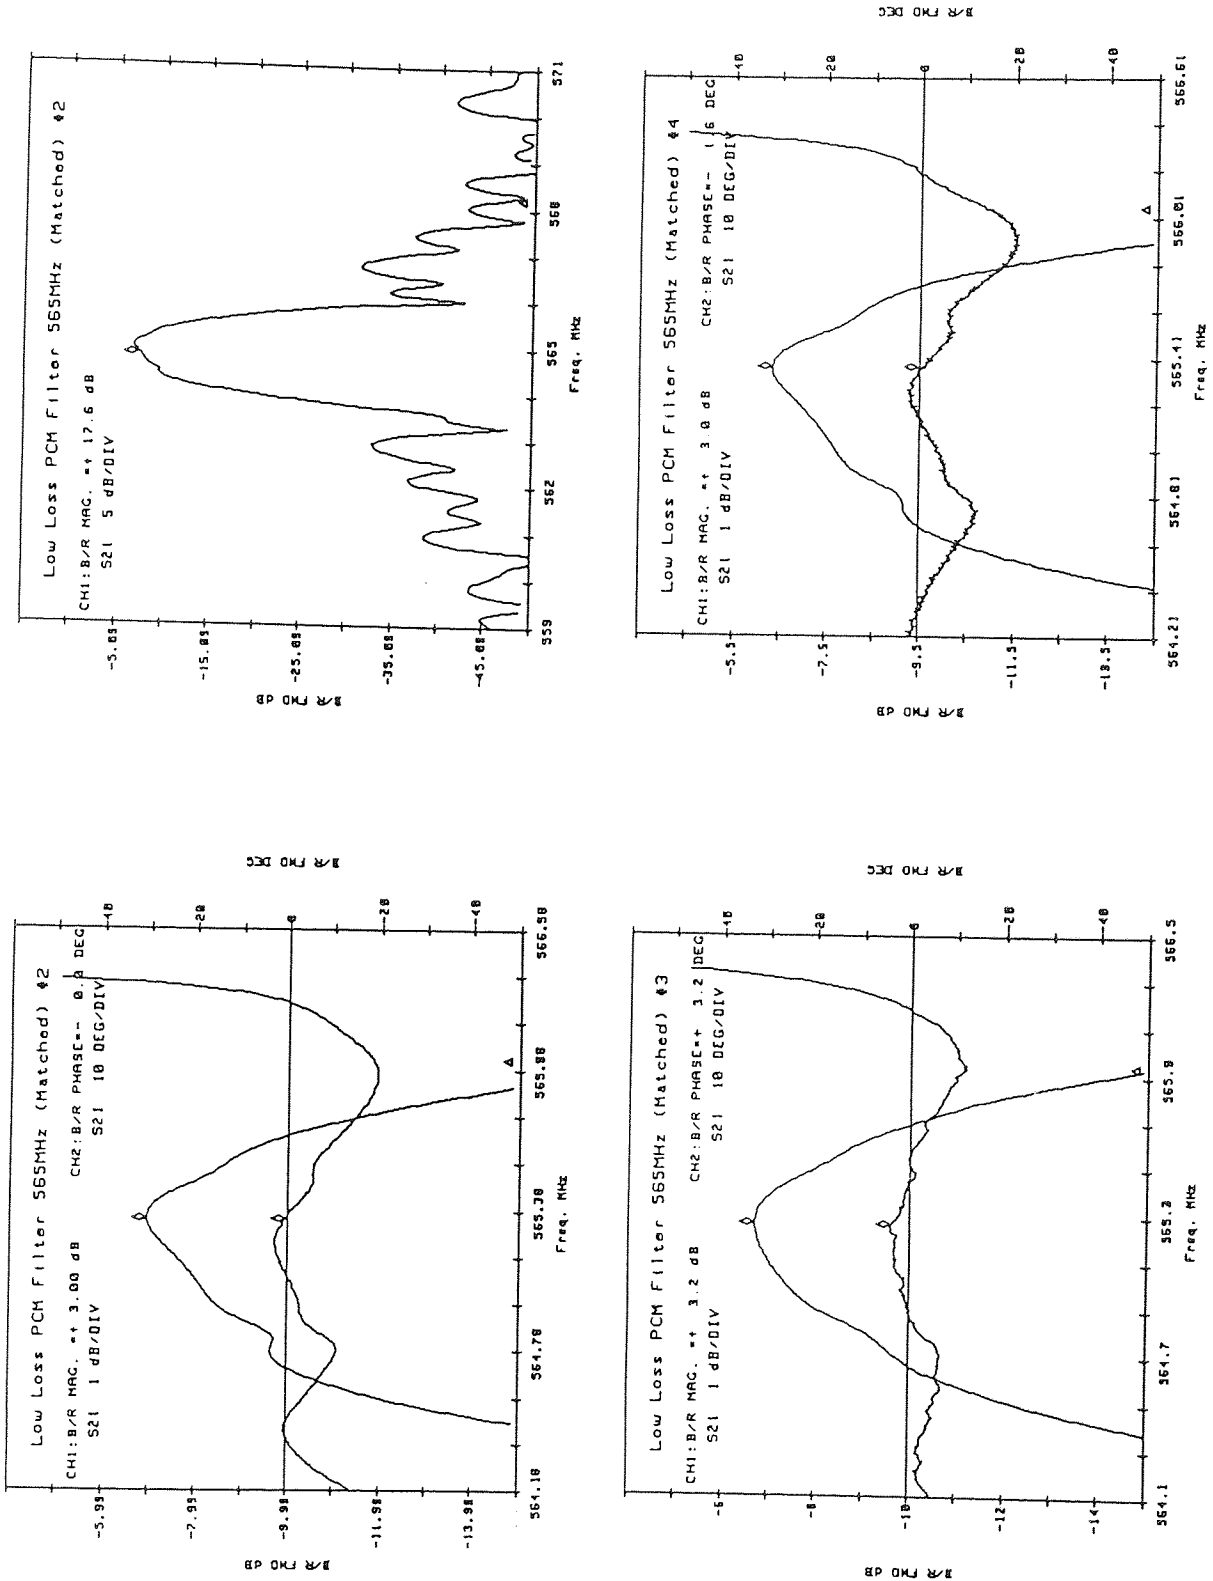 Low Loss PCM Filter 565MHz (Matched) #2
CH1:B/R MAG. =+ 3.00 dB CH2:B/R PHASE=- 0.0 DEG
S21 1 dB/DIV S21 10 DEG/DIV
B/R FWD dB
-5.98
-7.98
-9.98
-11.98
-13.98
564.18
564.78
565.38
565.98
566.58
Freq. MHz
-40
-20
0
-20
-40
B/R FWD DEG
Low Loss PCM Filter 565MHz (Matched) #2
CH1:B/R MAG. =+ 17.6 dB
S21 5 dB/DIV
B/R FWD dB
-5.09
-15.09
-25.09
-35.09
-45.09
559
562
565
568
571
Freq. MHz
Low Loss PCM Filter 565MHz (Matched) #3
CH1:B/R MAG. =+ 3.2 dB CH2:B/R PHASE=+ 3.2 DEG
S21 1 dB/DIV S21 10 DEG/DIV
B/R FWD dB
-6
-8
-10
-12
-14
564.1
564.7
565.3
565.9
566.5
Freq. MHz
-40
-20
0
-20
-40
B/R FWD DEG
Low Loss PCM Filter 565MHz (Matched) #4
CH1:B/R MAG. =+ 3.0 dB CH2:B/R PHASE=- 1.6 DEG
S21 1 dB/DIV S21 10 DEG/DIV
B/R FWD dB
-5.5
-7.5
-9.5
-11.5
-13.5
564.21
564.81
565.41
566.01
566.61
Freq. MHz
-40
-20
0
-20
-40
B/R FWD DEG